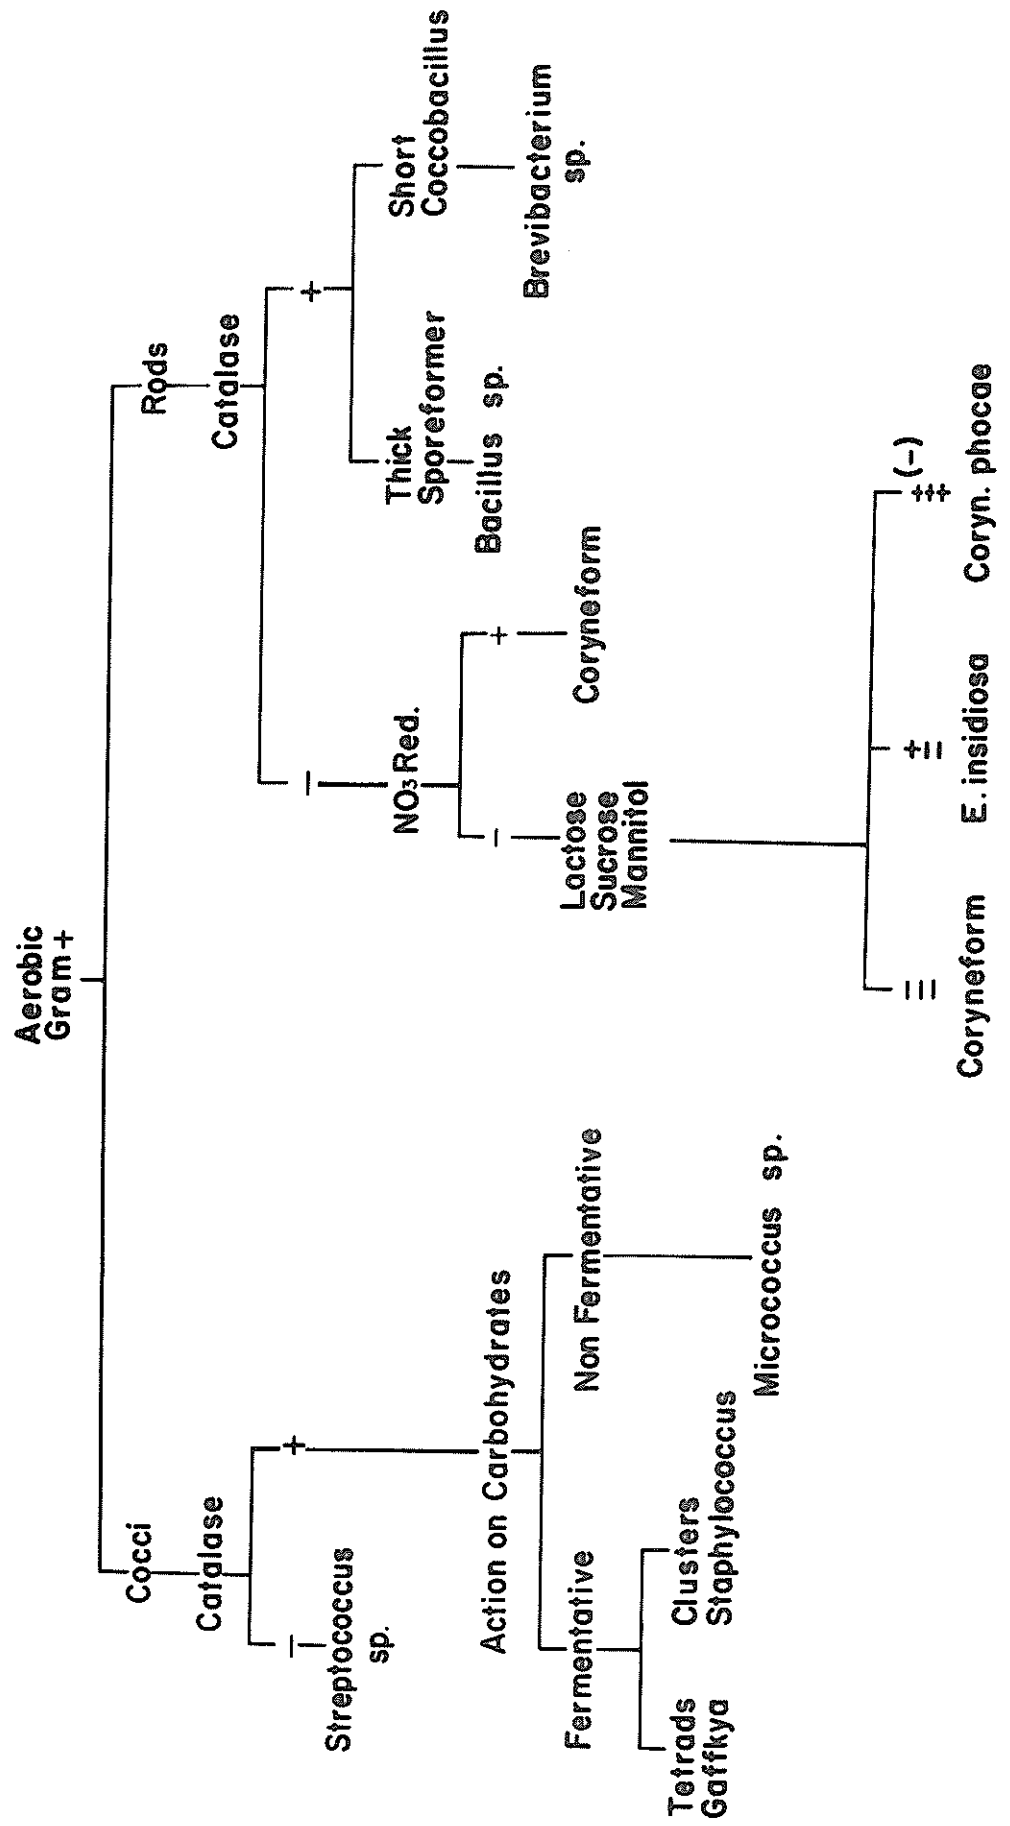 Aerobic
Gram+
Cocci
Rods
Catalase
Catalase
−
+
−
+
Streptococcus
sp.
NO3 Red.
Thick
Sporeformer
Short
Coccobacillus
Action on Carbohydrates
−
+
Bacillus sp.
Brevibacterium
sp.
Fermentative
Non Fermentative
Lactose
Sucrose
Mannitol
Coryneform
Tetrads
Gaffkya
Clusters
Staphylococcus
Micrococcus sp.
−
−
−
+
−
−
+
+
+
(−)
Coryneform
E. insidiosa
Coryn. phocae